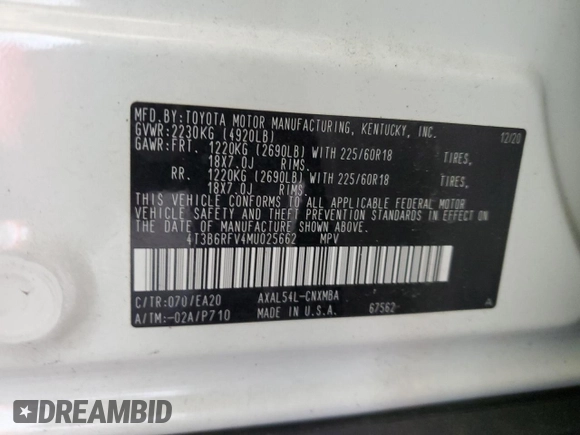 MFD.BY:TOYOTA MOTOR MANUFACTURING, KENTUCKY, INC.
GVWR:2230KG (4920LB) 12/20
GAWR:FRT. 1220KG (2690LB) WITH 225/60R18 TIRES,
18X7.0J RIMS.
RR. 1220KG (2690LB) WITH 225/60R18 TIRES,
18X7.0J RIMS.
THIS VEHICLE CONFORMS TO ALL APPLICABLE FEDERAL MOTOR
VEHICLE SAFETY AND THEFT PREVENTION STANDARDS IN EFFECT ON
THE DATE OF MANUFACTURE SHOWN ABOVE.
4T3B6RFV4MU025662 MPV
C/TR:070/EA20 AXAL54L-CNXMBA A
A/TM:-02A/P710 MADE IN U.S.A. 67562
DREAMBID